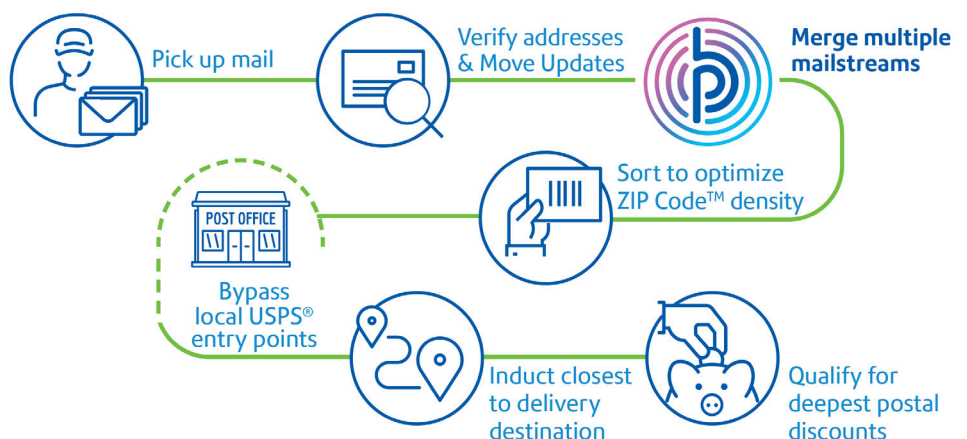 Pick up mail
Verify addresses
& Move Updates
Merge multiple
mailstreams
Sort to optimize
ZIP Code™ density
POST OFFICE
Bypass
local USPS®
entry points
Induct closest
to delivery
destination
Qualify for
deepest postal
discounts